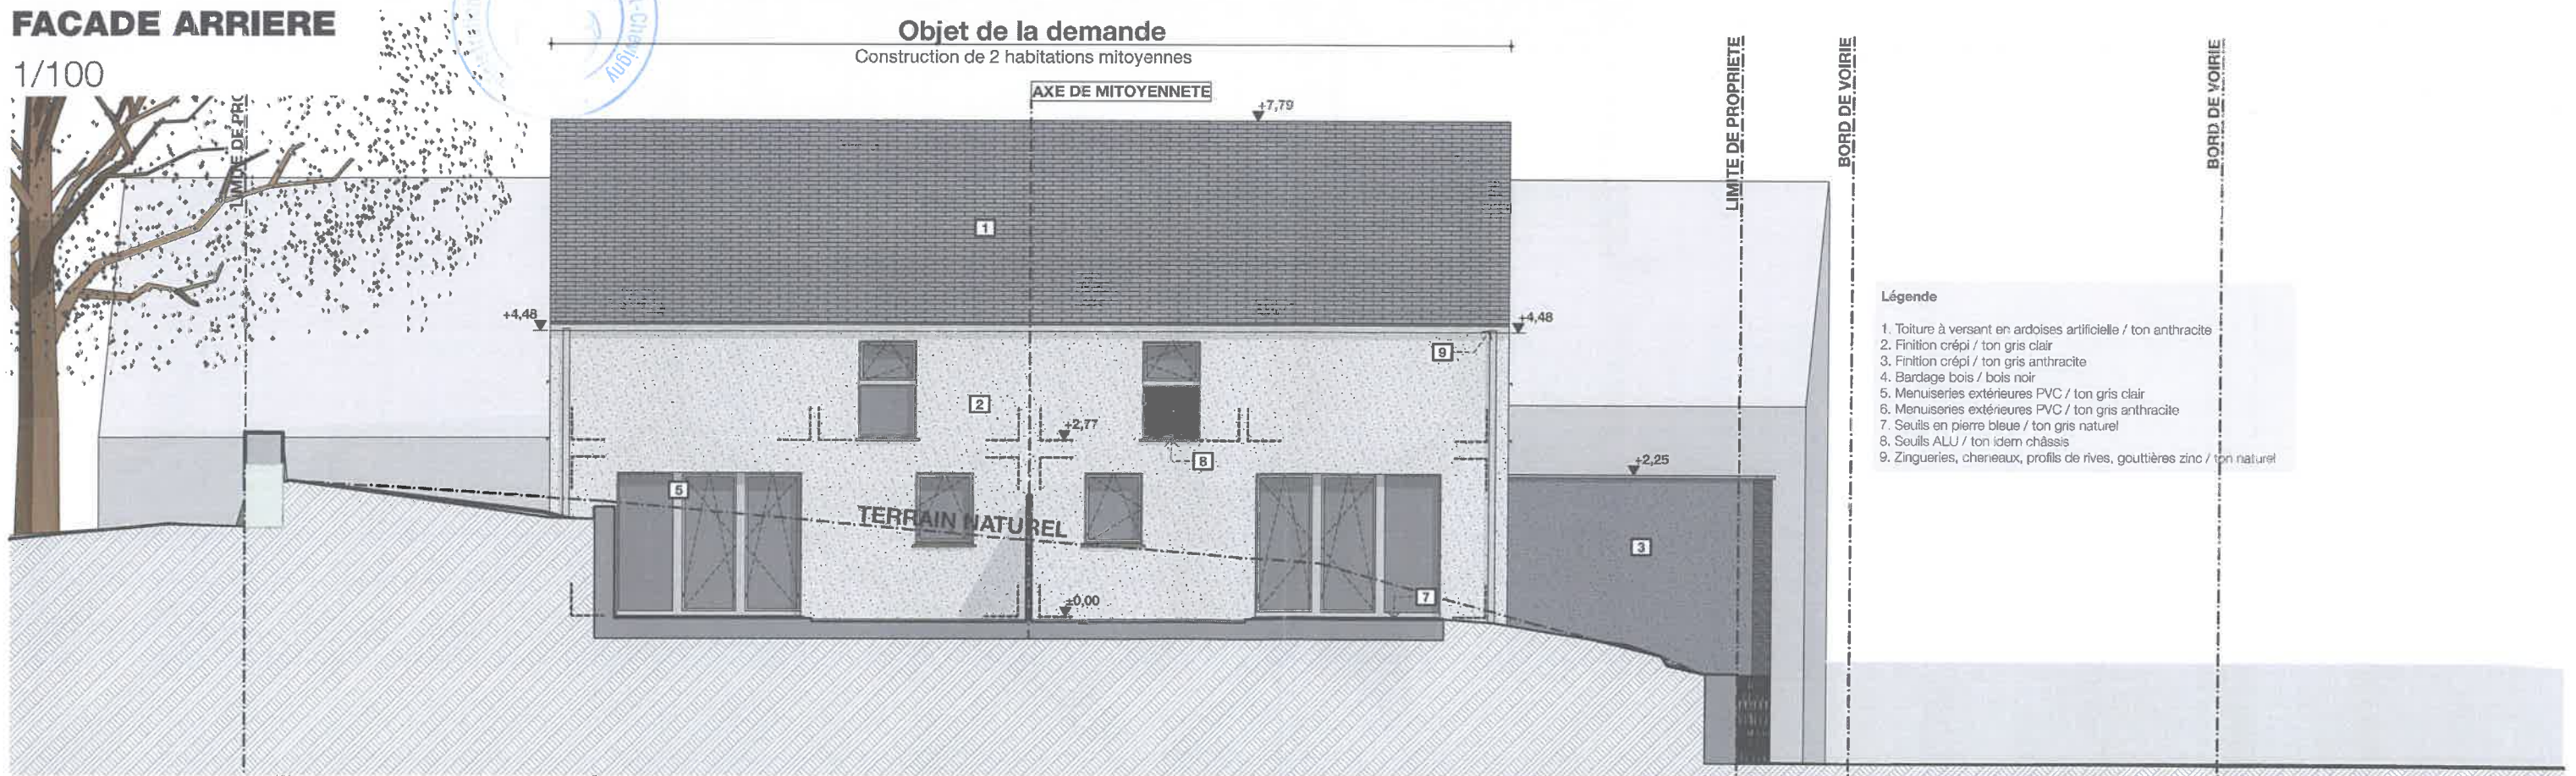 FACADE ARRIERE
1/100
-Chevigny
Objet de la demande
Construction de 2 habitations mitoyennes
AXE DE MITOYENNETE
+7,79
LIMITE DE PRO
LIMITE DE PROPRIETE
BORD DE VOIRIE
BORD DE VOIRIE
1
+4,48
+4,48
9
2
+2,77
8
+2,25
5
TERRAIN NATUREL
3
7
±0,00
Légende
1. Toiture à versant en ardoises artificielle / ton anthracite
2. Finition crépi / ton gris clair
3. Finition crépi / ton gris anthracite
4. Bardage bois / bois noir
5. Menuiseries extérieures PVC / ton gris clair
6. Menuiseries extérieures PVC / ton gris anthracite
7. Seuils en pierre bleue / ton gris naturel
8. Seuils ALU / ton idem châssis
9. Zingueries, cheneaux, profils de rives, gouttières zinc / ton naturel